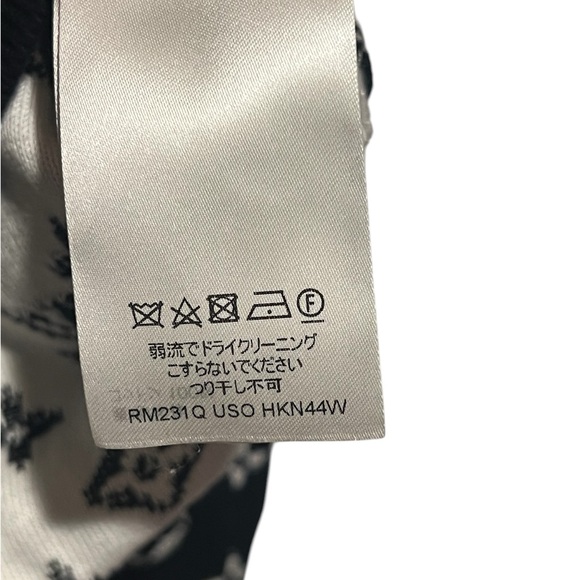 F
弱流でドライクリーニング
こすらないでください
つり干し不可
RM231Q USO HKN44W